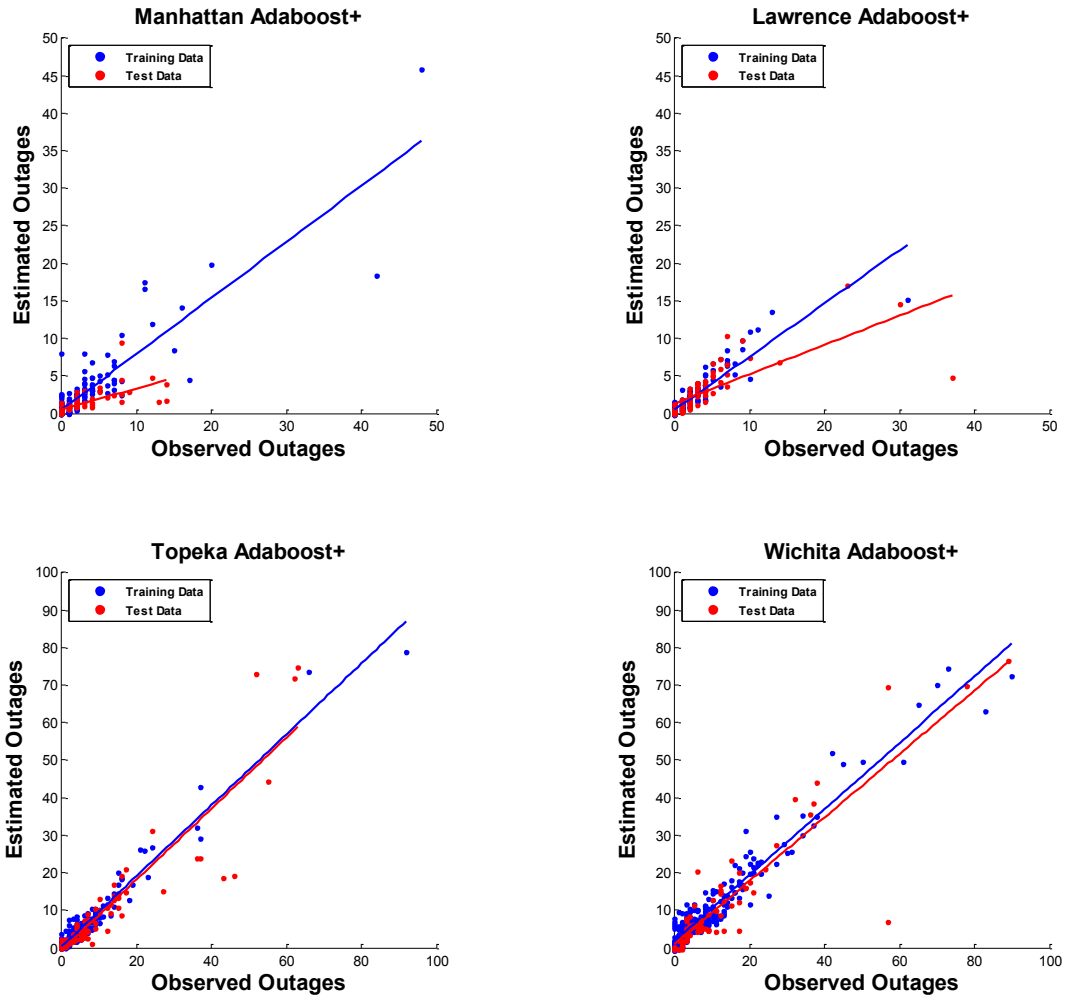 Manhattan Adaboost+
50
45
40
35
30
25
20
15
10
5
0
0 10 20 30 40 50
Estimated Outages
Observed Outages
Training Data
Test Data
Lawrence Adaboost+
50
45
40
35
30
25
20
15
10
5
0
0 10 20 30 40 50
Estimated Outages
Observed Outages
Training Data
Test Data
Topeka Adaboost+
100
90
80
70
60
50
40
30
20
10
0
0 20 40 60 80 100
Estimated Outages
Observed Outages
Training Data
Test Data
Wichita Adaboost+
100
90
80
70
60
50
40
30
20
10
0
0 20 40 60 80 100
Estimated Outages
Observed Outages
Training Data
Test Data